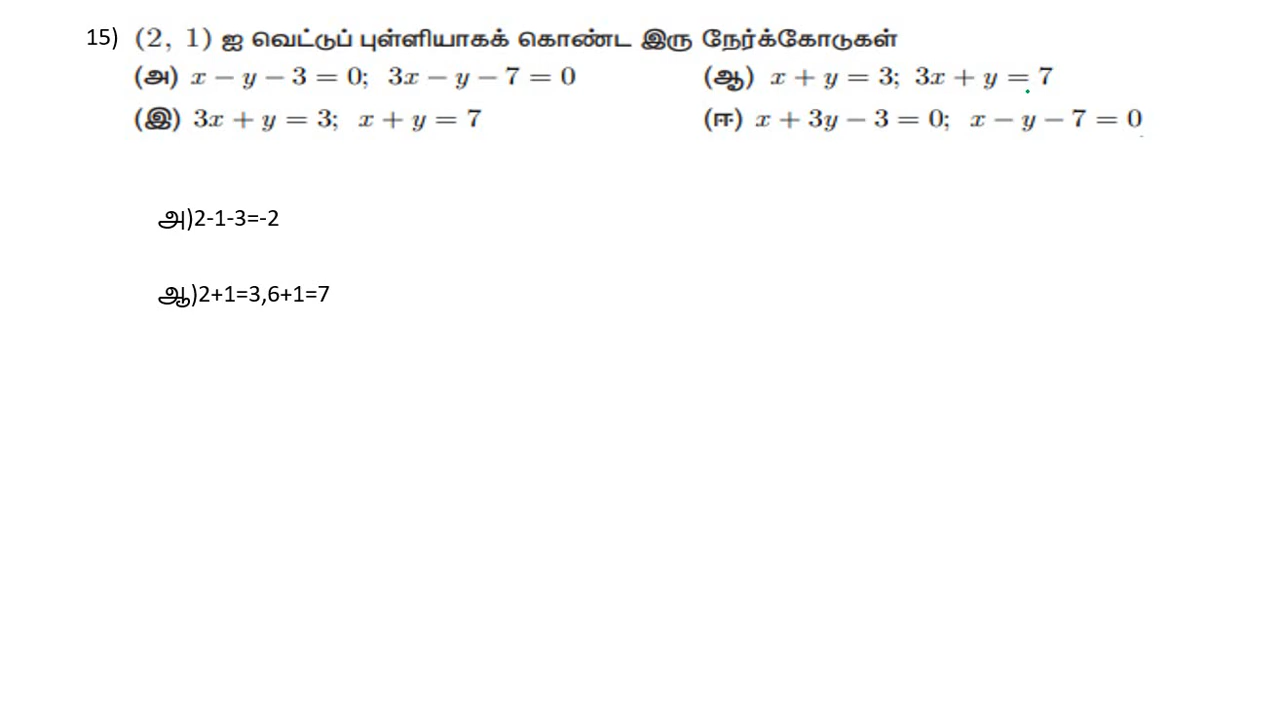 15) (2, 1) ஐ வெட்டுப் புள்ளியாகக் கொண்ட இரு நேர்க்கோடுகள்
(அ) x − y − 3 = 0; 3x − y − 7 = 0 (ஆ) x + y = 3; 3x + y = 7
(இ) 3x + y = 3; x + y = 7 (ஈ) x + 3y − 3 = 0; x − y − 7 = 0
அ)2-1-3=-2
ஆ)2+1=3,6+1=7